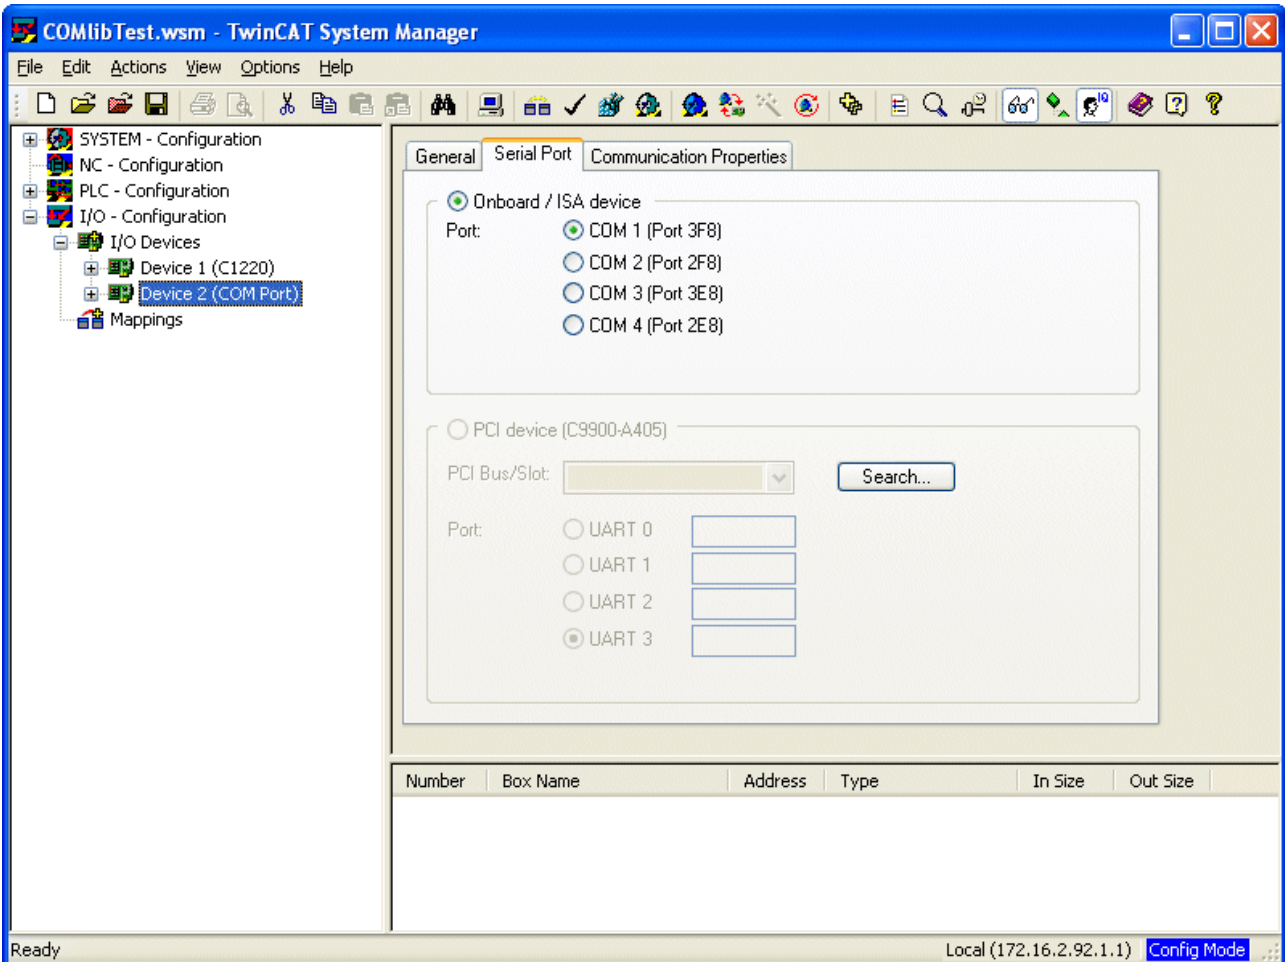 COMlibTest.wsm - TwinCAT System Manager
File Edit Actions View Options Help
SYSTEM - Configuration
NC - Configuration
PLC - Configuration
I/O - Configuration
I/O Devices
Device 1 (C1220)
Device 2 (COM Port)
Mappings
General Serial Port Communication Properties
Onboard / ISA device
Port: COM 1 (Port 3F8)
COM 2 (Port 2F8)
COM 3 (Port 3E8)
COM 4 (Port 2E8)
PCI device (C9900-A405)
PCI Bus/Slot: Search...
Port: UART 0
UART 1
UART 2
UART 3
Number Box Name Address Type In Size Out Size
Ready Local (172.16.2.92.1.1) Config Mode